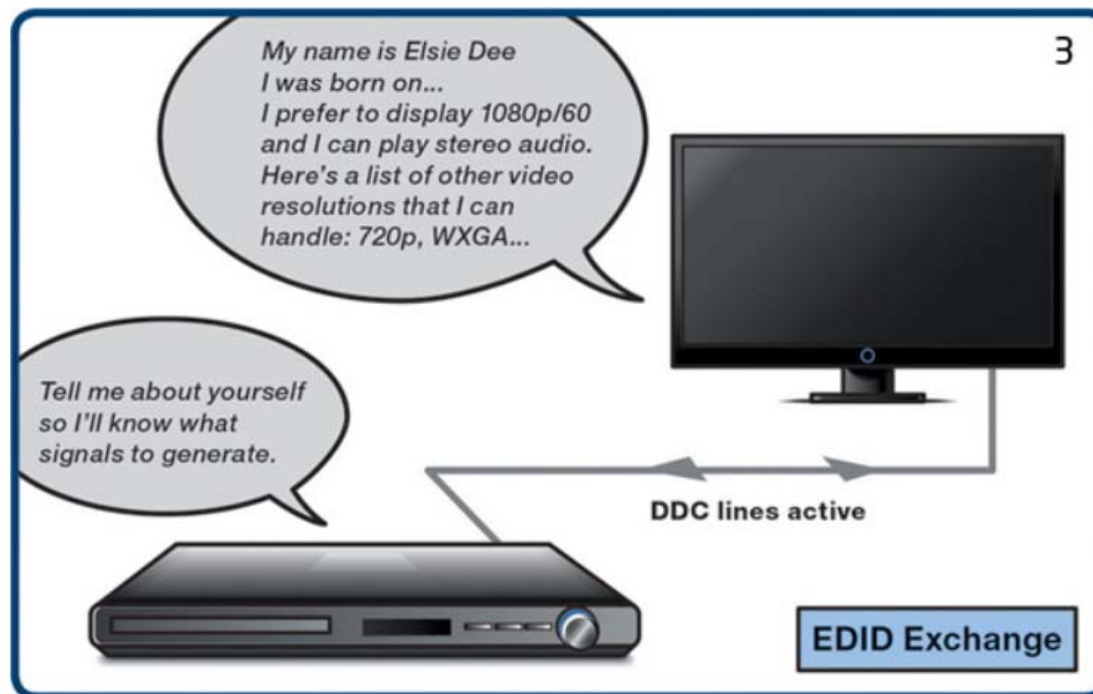 My name is Elsie Dee
I was born on...
I prefer to display 1080p/60
and I can play stereo audio.
Here's a list of other video
resolutions that I can
handle: 720p, WXGA...
3
Tell me about yourself
so I'll know what
signals to generate.
DDC lines active
EDID Exchange